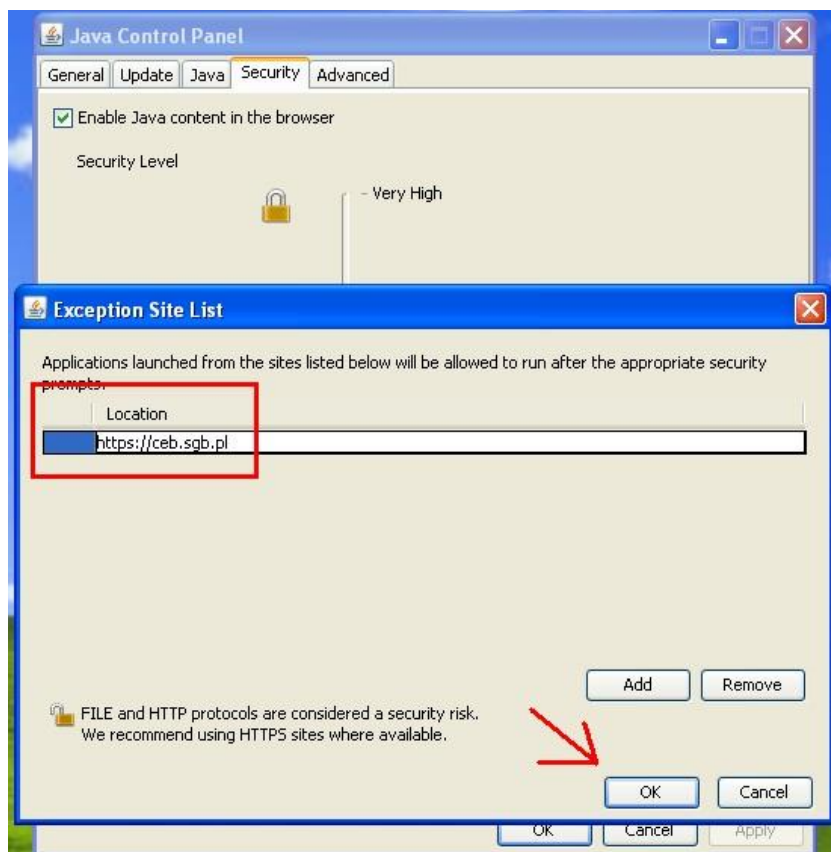 Java Control Panel
General Update Java Security Advanced
Enable Java content in the browser
Security Level
- Very High
Exception Site List
Applications launched from the sites listed below will be allowed to run after the appropriate security
prompts.
Location
https://ceb.sgb.pl
Add Remove
FILE and HTTP protocols are considered a security risk.
We recommend using HTTPS sites where available.
OK Cancel
OK Cancel Apply